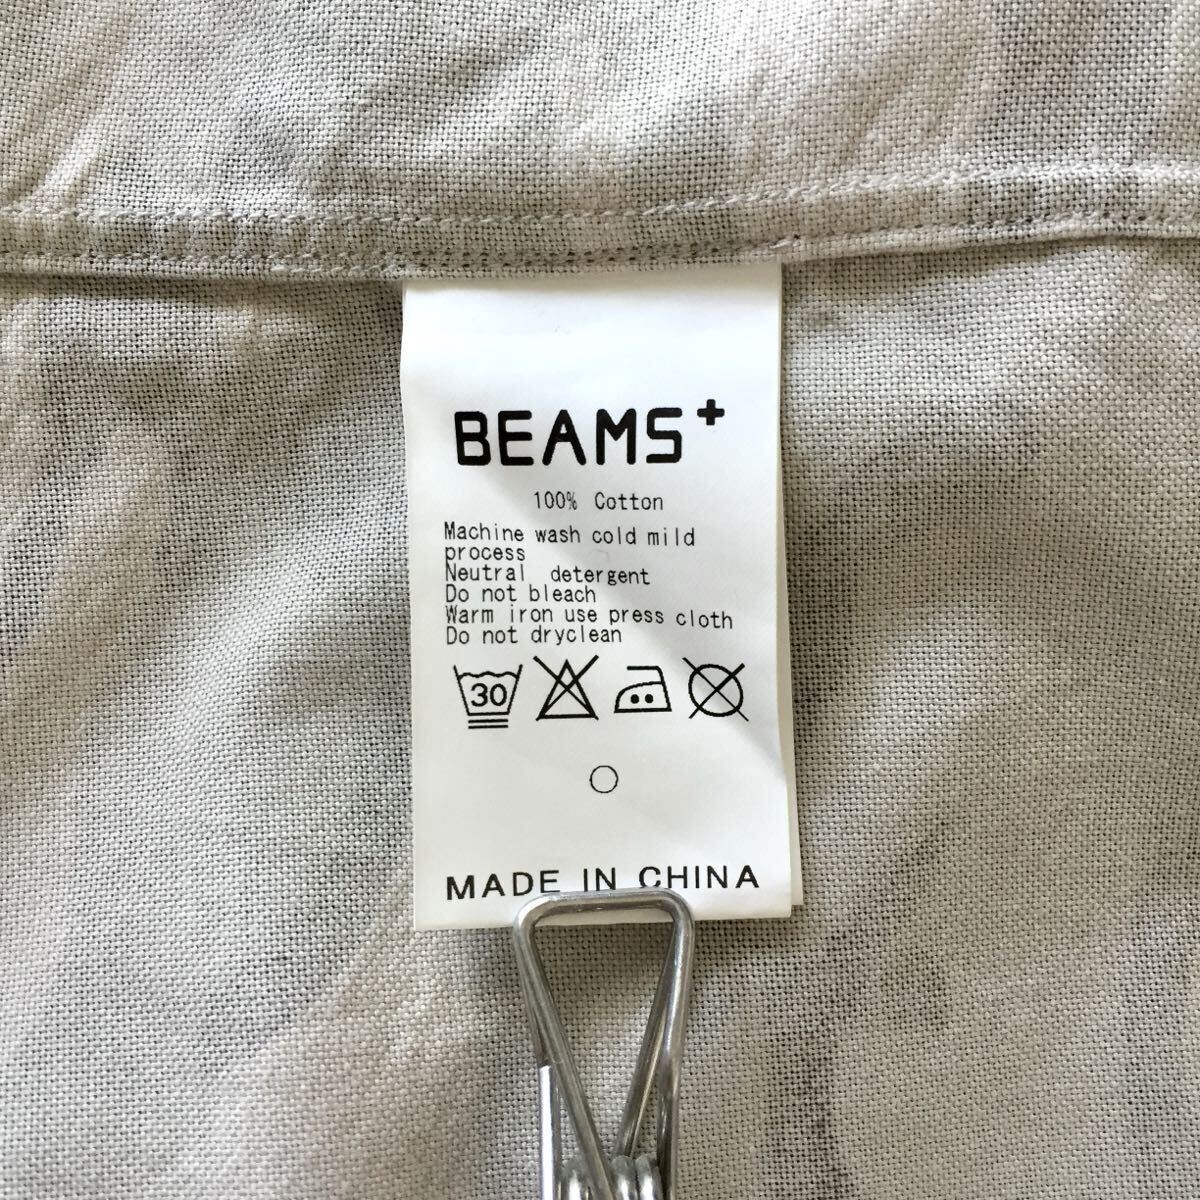 BEAMS+
100% Cotton
Machine wash cold mild
process
Neutral detergent
Do not bleach
Warm iron use press cloth
Do not dryclean
30
MADE IN CHINA